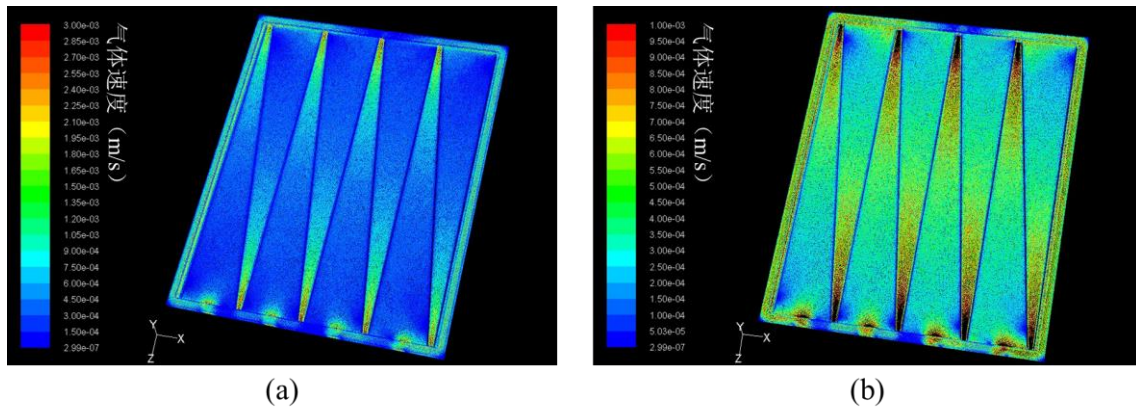 3.00e-03
2.85e-03
2.70e-03
2.55e-03
2.40e-03
2.25e-03
2.10e-03
1.95e-03
1.80e-03
1.65e-03
1.50e-03
1.35e-03
1.20e-03
1.05e-03
9.00e-04
7.50e-04
6.00e-04
4.50e-04
3.00e-04
1.50e-04
2.99e-07
气体速度（m/s）
Y
X
Z
(a)
1.00e-03
9.50e-04
9.00e-04
8.50e-04
8.00e-04
7.50e-04
7.00e-04
6.50e-04
6.00e-04
5.50e-04
5.00e-04
4.50e-04
4.00e-04
3.50e-04
3.00e-04
2.50e-04
2.00e-04
1.50e-04
1.00e-04
5.03e-05
2.99e-07
气体速度（m/s）
Y
X
Z
(b)